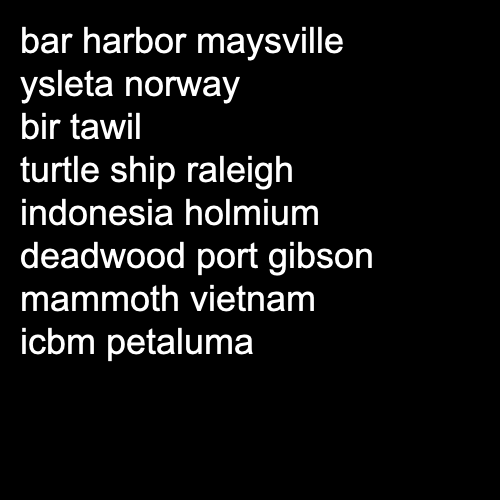 bar harbor maysville
ysleta norway
bir tawil
turtle ship raleigh
indonesia holmium
deadwood port gibson
mammoth vietnam
icbm petaluma